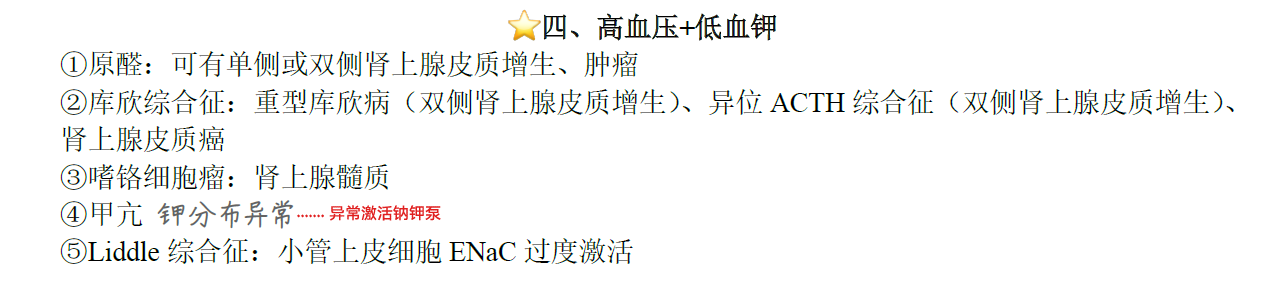 ⭐四、高血压+低血钾
①原醛：可有单侧或双侧肾上腺皮质增生、肿瘤
②库欣综合征：重型库欣病（双侧肾上腺皮质增生）、异位 ACTH 综合征（双侧肾上腺皮质增生）、
肾上腺皮质癌
③嗜铬细胞瘤：肾上腺髓质
④甲亢 钾分布异常······· 异常激活钠钾泵
⑤Liddle 综合征：小管上皮细胞 ENaC 过度激活